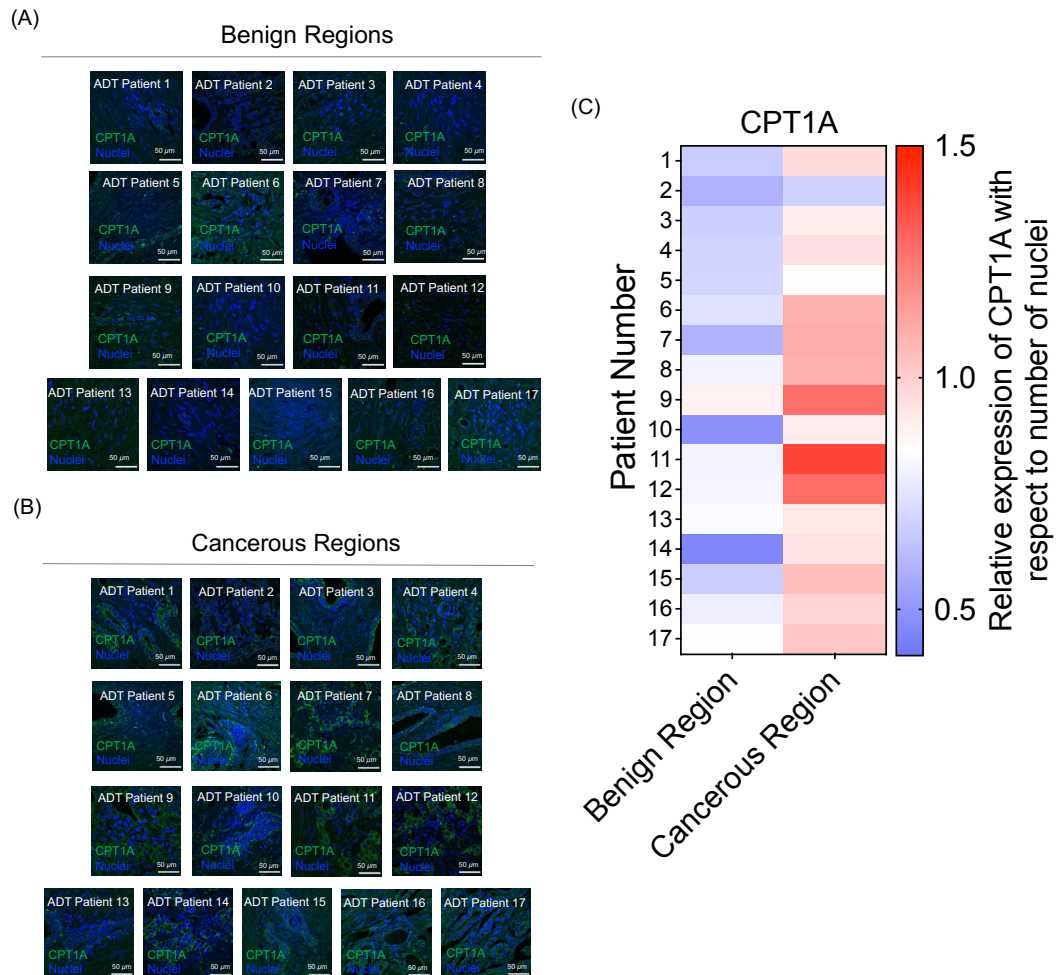 (A)
Benign Regions
ADT Patient 1
CPT1A
Nuclei
50 µm
ADT Patient 2
CPT1A
Nuclei
50 µm
ADT Patient 3
CPT1A
Nuclei
50 µm
ADT Patient 4
CPT1A
Nuclei
50 µm
ADT Patient 5
CPT1A
Nuclei
50 µm
ADT Patient 6
CPT1A
Nuclei
50 µm
ADT Patient 7
CPT1A
Nuclei
50 µm
ADT Patient 8
CPT1A
Nuclei
50 µm
ADT Patient 9
CPT1A
Nuclei
50 µm
ADT Patient 10
CPT1A
Nuclei
50 µm
ADT Patient 11
CPT1A
Nuclei
50 µm
ADT Patient 12
CPT1A
Nuclei
50 µm
ADT Patient 13
CPT1A
Nuclei
50 µm
ADT Patient 14
CPT1A
Nuclei
50 µm
ADT Patient 15
CPT1A
Nuclei
50 µm
ADT Patient 16
CPT1A
Nuclei
50 µm
ADT Patient 17
CPT1A
Nuclei
50 µm
(B)
Cancerous Regions
ADT Patient 1
CPT1A
Nuclei
50 µm
ADT Patient 2
CPT1A
Nuclei
50 µm
ADT Patient 3
CPT1A
Nuclei
50 µm
ADT Patient 4
CPT1A
Nuclei
50 µm
ADT Patient 5
CPT1A
Nuclei
50 µm
ADT Patient 6
CPT1A
Nuclei
50 µm
ADT Patient 7
CPT1A
Nuclei
50 µm
ADT Patient 8
CPT1A
Nuclei
50 µm
ADT Patient 9
CPT1A
Nuclei
50 µm
ADT Patient 10
CPT1A
Nuclei
50 µm
ADT Patient 11
CPT1A
Nuclei
50 µm
ADT Patient 12
CPT1A
Nuclei
50 µm
ADT Patient 13
CPT1A
Nuclei
50 µm
ADT Patient 14
CPT1A
Nuclei
50 µm
ADT Patient 15
CPT1A
Nuclei
50 µm
ADT Patient 16
CPT1A
Nuclei
50 µm
ADT Patient 17
CPT1A
Nuclei
50 µm
(C)
CPT1A
Patient Number
1
2
3
4
5
6
7
8
9
10
11
12
13
14
15
16
17
Benign Region
Cancerous Region
1.5
1.0
0.5
Relative expression of CPT1A with
respect to number of nuclei